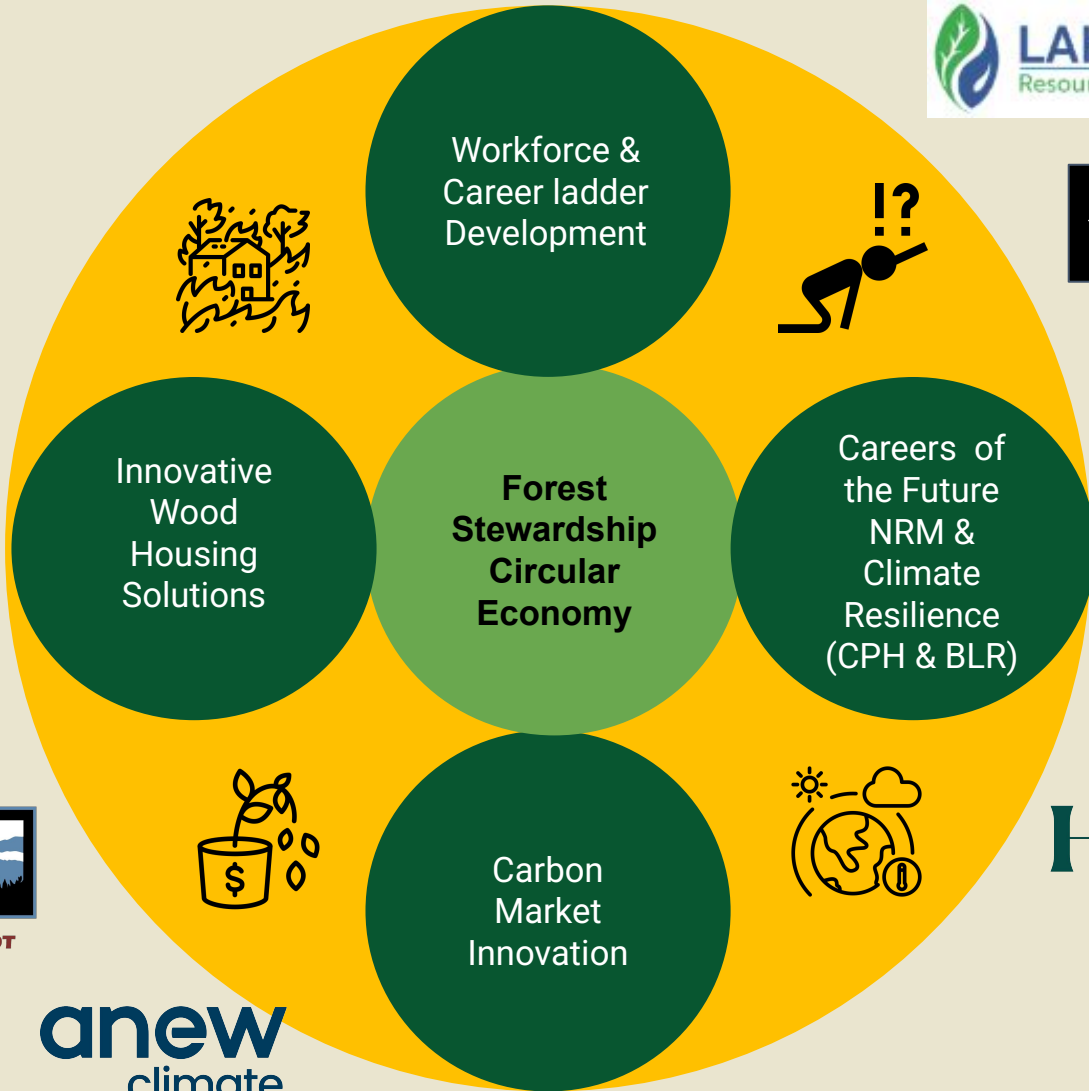 Workforce &
Career ladder
Development
!?
Innovative
Wood
Housing
Solutions
Forest
Stewardship
Circular
Economy
Careers of
the Future
NRM &
Climate
Resilience
(CPH & BLR)
$
Carbon
Market
Innovation
anew
climate